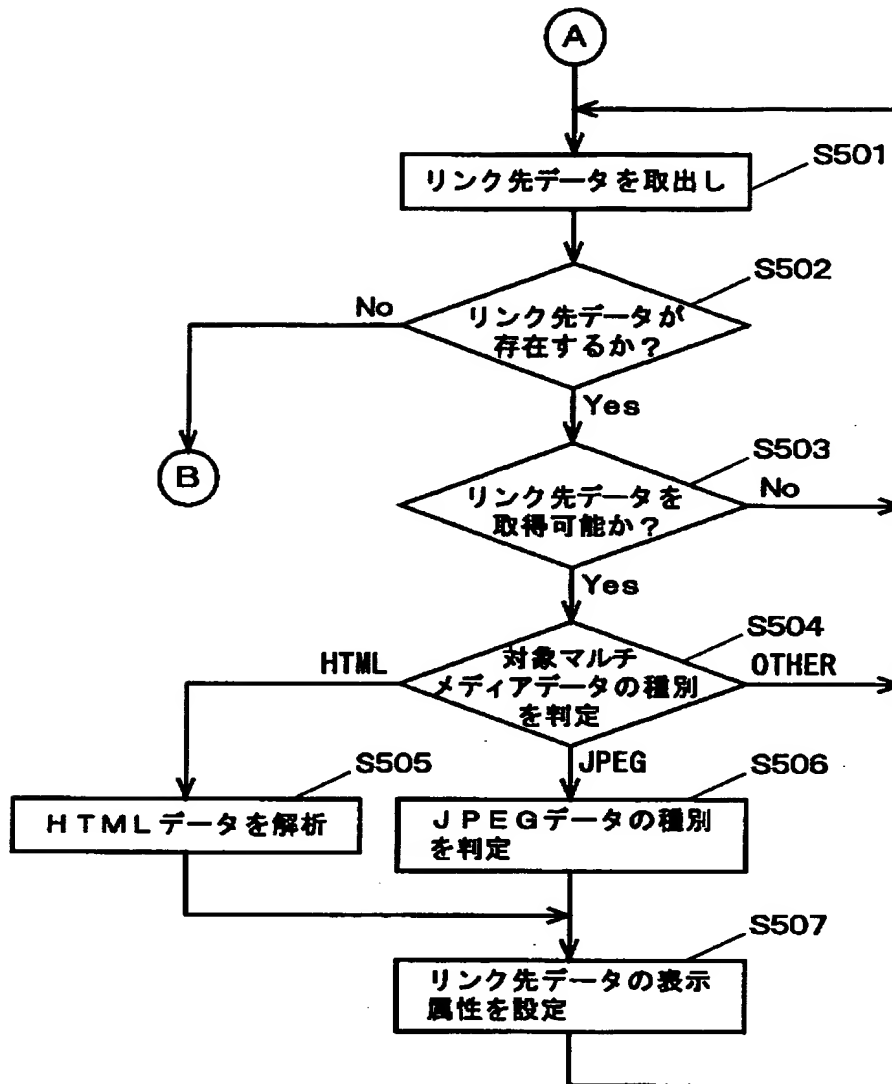 A
S501
リンク先データを取出し
S502
No
リンク先データが
存在するか？
Yes
B
S503
リンク先データを
取得可能か？
No
Yes
S504
HTML
対象マルチ
メディアデータの種別
を判定
OTHER
JPEG
S505
HTMLデータを解析
S506
JPEGデータの種別
を判定
S507
リンク先データの表示
属性を設定